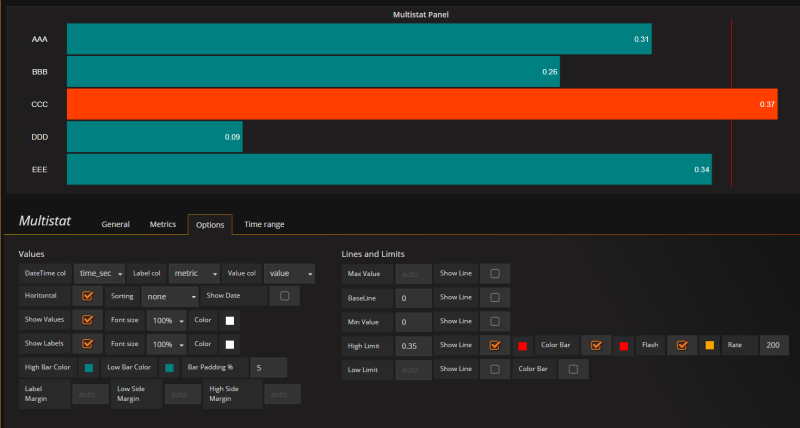 Multistat Panel
AAA 0.31
BBB 0.26
CCC 0.37
DDD 0.09
EEE 0.34
Multistat General Metrics Options Time range
Values
DateTime col time_sec Label col metric Value col value
Horitontal Sorting none Show Date
Show Values Font size 100% Color
Show Labels Font size 100% Color
High Bar Color Low Bar Color Bar Padding % 5
Label Margin auto Low Side Margin auto High Side Margin auto
Lines and Limits
Max Value auto Show Line
BaseLine 0 Show Line
Min Value 0 Show Line
High Limit 0.35 Show Line Color Bar Flash Rate 200
Low Limit auto Show Line Color Bar